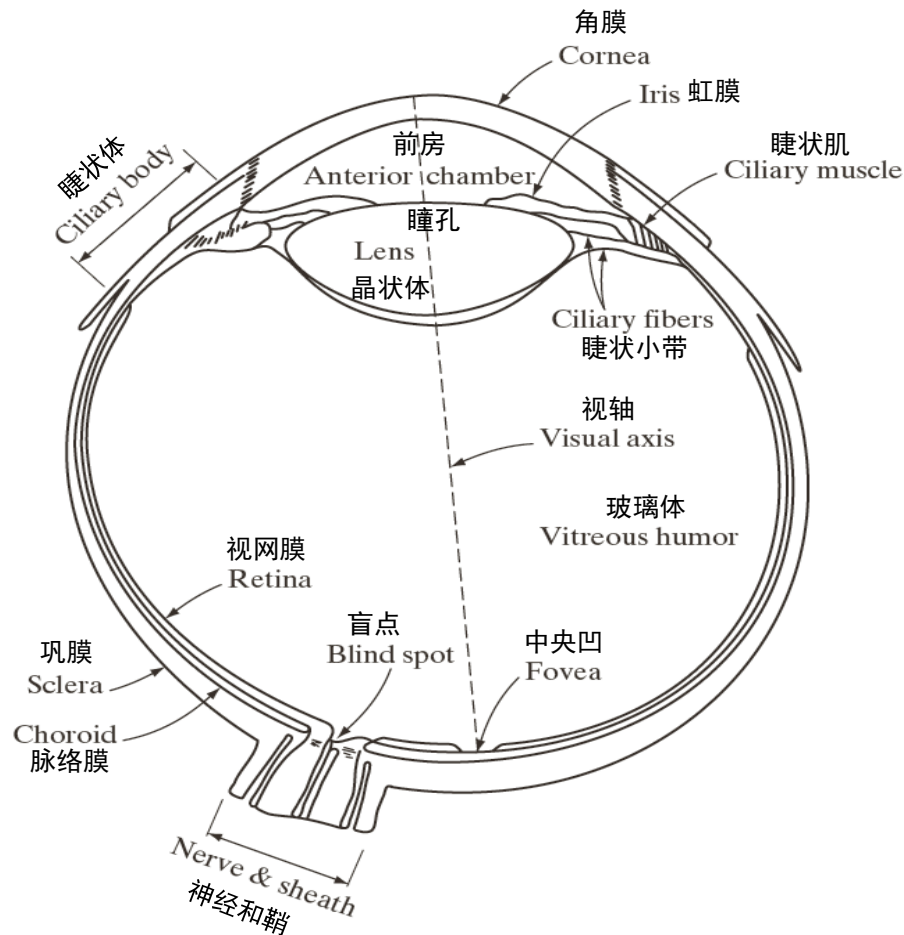 角膜
Cornea
Iris 虹膜
前房
Anterior chamber
睫状肌
Ciliary muscle
睫状体
Ciliary body
瞳孔
Lens
晶状体
Ciliary fibers
睫状小带
视轴
Visual axis
玻璃体
Vitreous humor
视网膜
Retina
盲点
Blind spot
中央凹
Fovea
巩膜
Sclera
Choroid
脉络膜
Nerve & sheath
神经和鞘